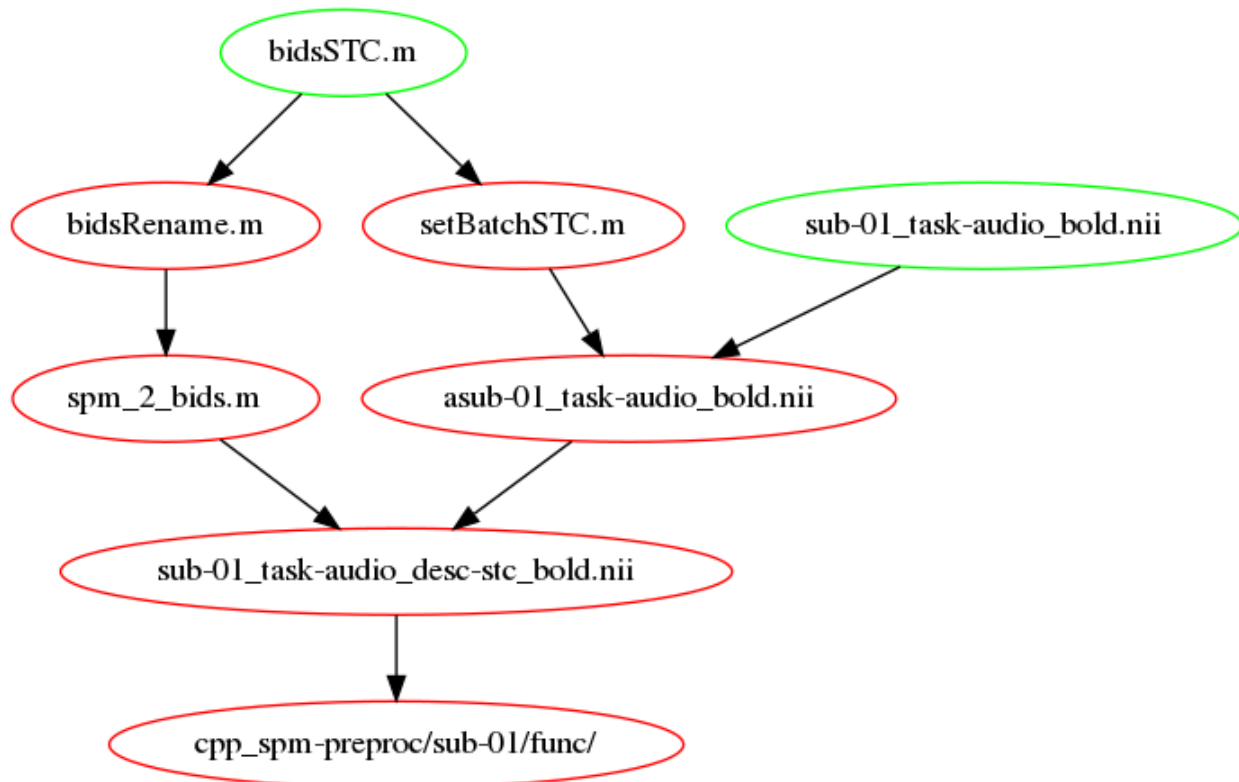 bidsSTC.m
bidsRename.m
setBatchSTC.m
sub-01_task-audio_bold.nii
spm_2_bids.m
asub-01_task-audio_bold.nii
sub-01_task-audio_desc-stc_bold.nii
cpp_spm-preproc/sub-01/func/